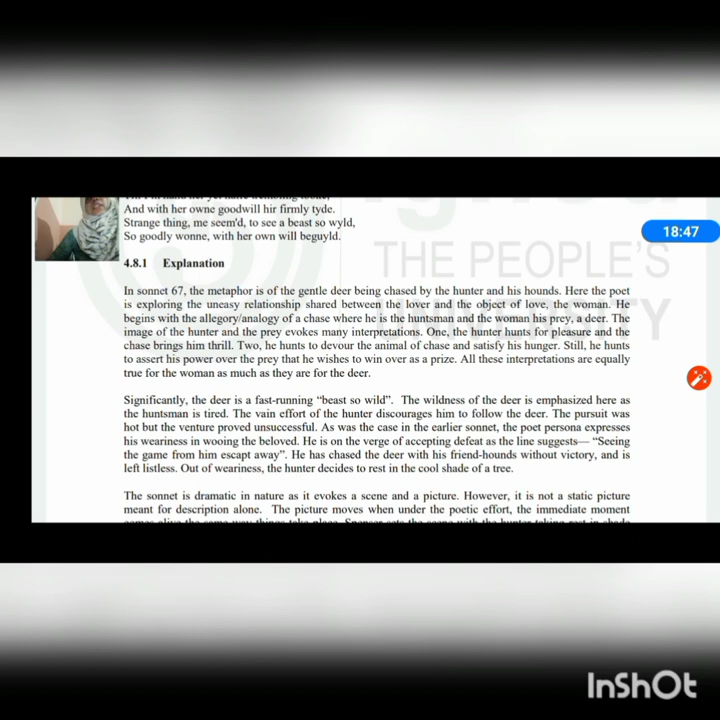 And with her owne goodwill hir firmly tyde.
Strange thing, me seem'd, to see a beast so wyld,
So goodly wonne, with her own will beguyld.
18:47
THE PEOPLE'S
UNIVERSITY
4.8.1 Explanation
In sonnet 67, the metaphor is of the gentle deer being chased by the hunter and his hounds. Here the poet
is exploring the uneasy relationship shared between the lover and the object of love, the woman. He
begins with the allegory/analogy of a chase where he is the huntsman and the woman his prey, a deer. The
image of the hunter and the prey evokes many interpretations. One, the hunter hunts for pleasure and the
chase brings him thrill. Two, he hunts to devour the animal of chase and satisfy his hunger. Still, he hunts
to assert his power over the prey that he wishes to win over as a prize. All these interpretations are equally
true for the woman as much as they are for the deer.
Significantly, the deer is a fast-running “beast so wild”. The wildness of the deer is emphasized here as
the huntsman is tired. The vain effort of the hunter discourages him to follow the deer. The pursuit was
hot but the venture proved unsuccessful. As was the case in the earlier sonnet, the poet persona expresses
his weariness in wooing the beloved. He is on the verge of accepting defeat as the line suggests— “Seeing
the game from him escapt away”. He has chased the deer with his friend-hounds without victory, and is
left listless. Out of weariness, the hunter decides to rest in the cool shade of a tree.
The sonnet is dramatic in nature as it evokes a scene and a picture. However, it is not a static picture
meant for description alone. The picture moves when under the poetic effort, the immediate moment
InShOt